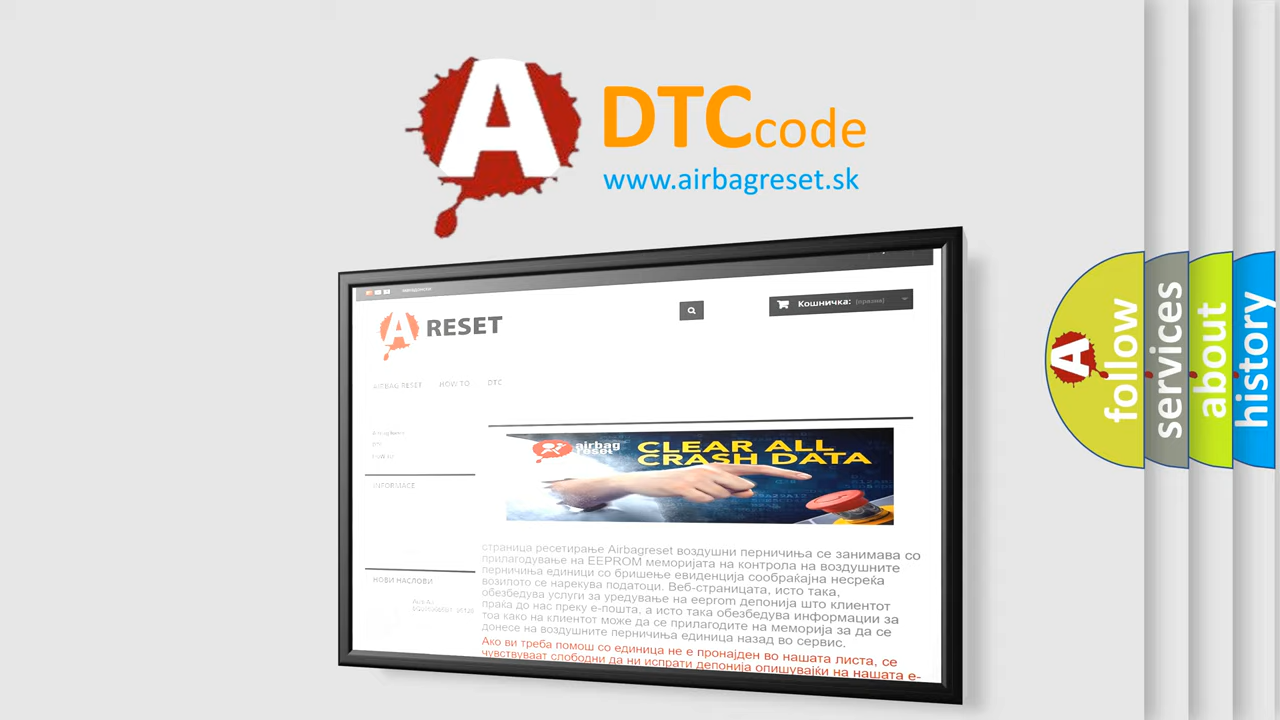 A
DTC code
www.airbagreset.sk
A RESET
Кошничка: (празни)
AIRBAG RESET HOW TO DTC
INFORMACE
НОВИ НАСЛОВИ
airbag
reset
CLEAR ALL
CRASH DATA
страница ресетирање Airbagreset воздушни перничиња се занимава со
прилагодување на EEPROM меморијата на контрола на воздушните
перничиња единици со бришење евиденција сообраќајна несреќа
возилото се нарекува податоци. Веб-страницата, исто така,
обезбедува услуги за уредување на eeprom депонија што клиентот
праќа до нас преку е-пошта, а исто така обезбедува информации за
тоа како на клиентот може да се прилагодите на меморија за да се
донесе на воздушните перничиња единица назад во сервис.
Ако ви треба помош со единица не е пронајден во нашата листа, се
чувствуваат слободни да ни испрати депонија опишувајќи на нашата е-
A
follow
services
about
history